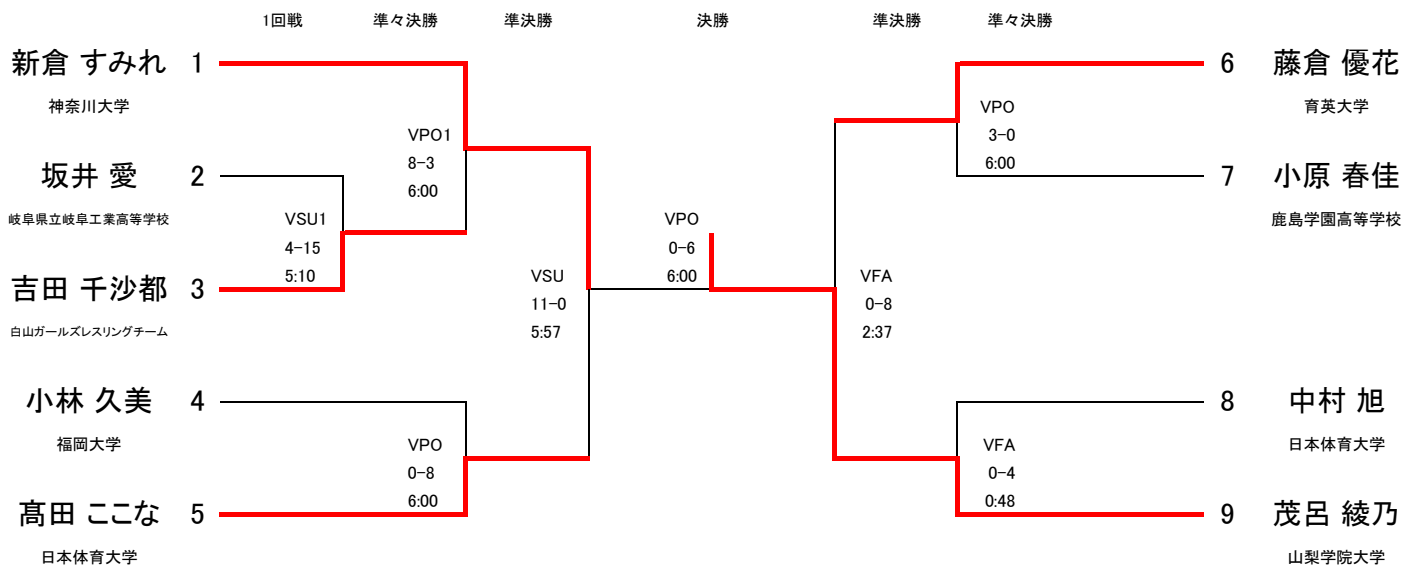 1回戦 準々決勝 準決勝 決勝 準決勝 準々決勝
新倉 すみれ 1
神奈川大学
坂井 愛 2
岐阜県立岐阜工業高等学校
吉田 千沙都 3
白山ガールズレスリングチーム
小林 久美 4
福岡大学
髙田 ここな 5
日本体育大学
VSU1
4-15
5:10
VPO1
8-3
6:00
VPO
0-8
6:00
VSU
11-0
5:57
VPO
0-6
6:00
VFA
0-8
2:37
VPO
3-0
6:00
VFA
0-4
0:48
6 藤倉 優花
育英大学
7 小原 春佳
鹿島学園高等学校
8 中村 旭
日本体育大学
9 茂呂 綾乃
山梨学院大学